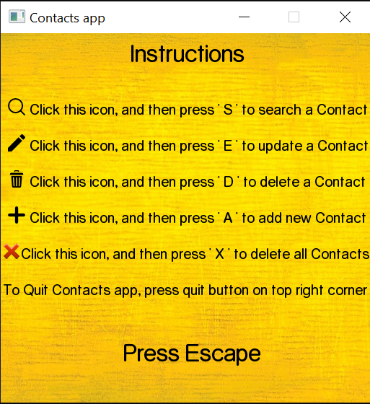 Contacts app
Instructions
Click this icon, and then press ' S ' to search a Contact
Click this icon, and then press ' E ' to update a Contact
Click this icon, and then press ' D ' to delete a Contact
Click this icon, and then press ' A ' to add new Contact
Click this icon, and then press ' X ' to delete all Contacts
To Quit Contacts app, press quit button on top right corner
Press Escape